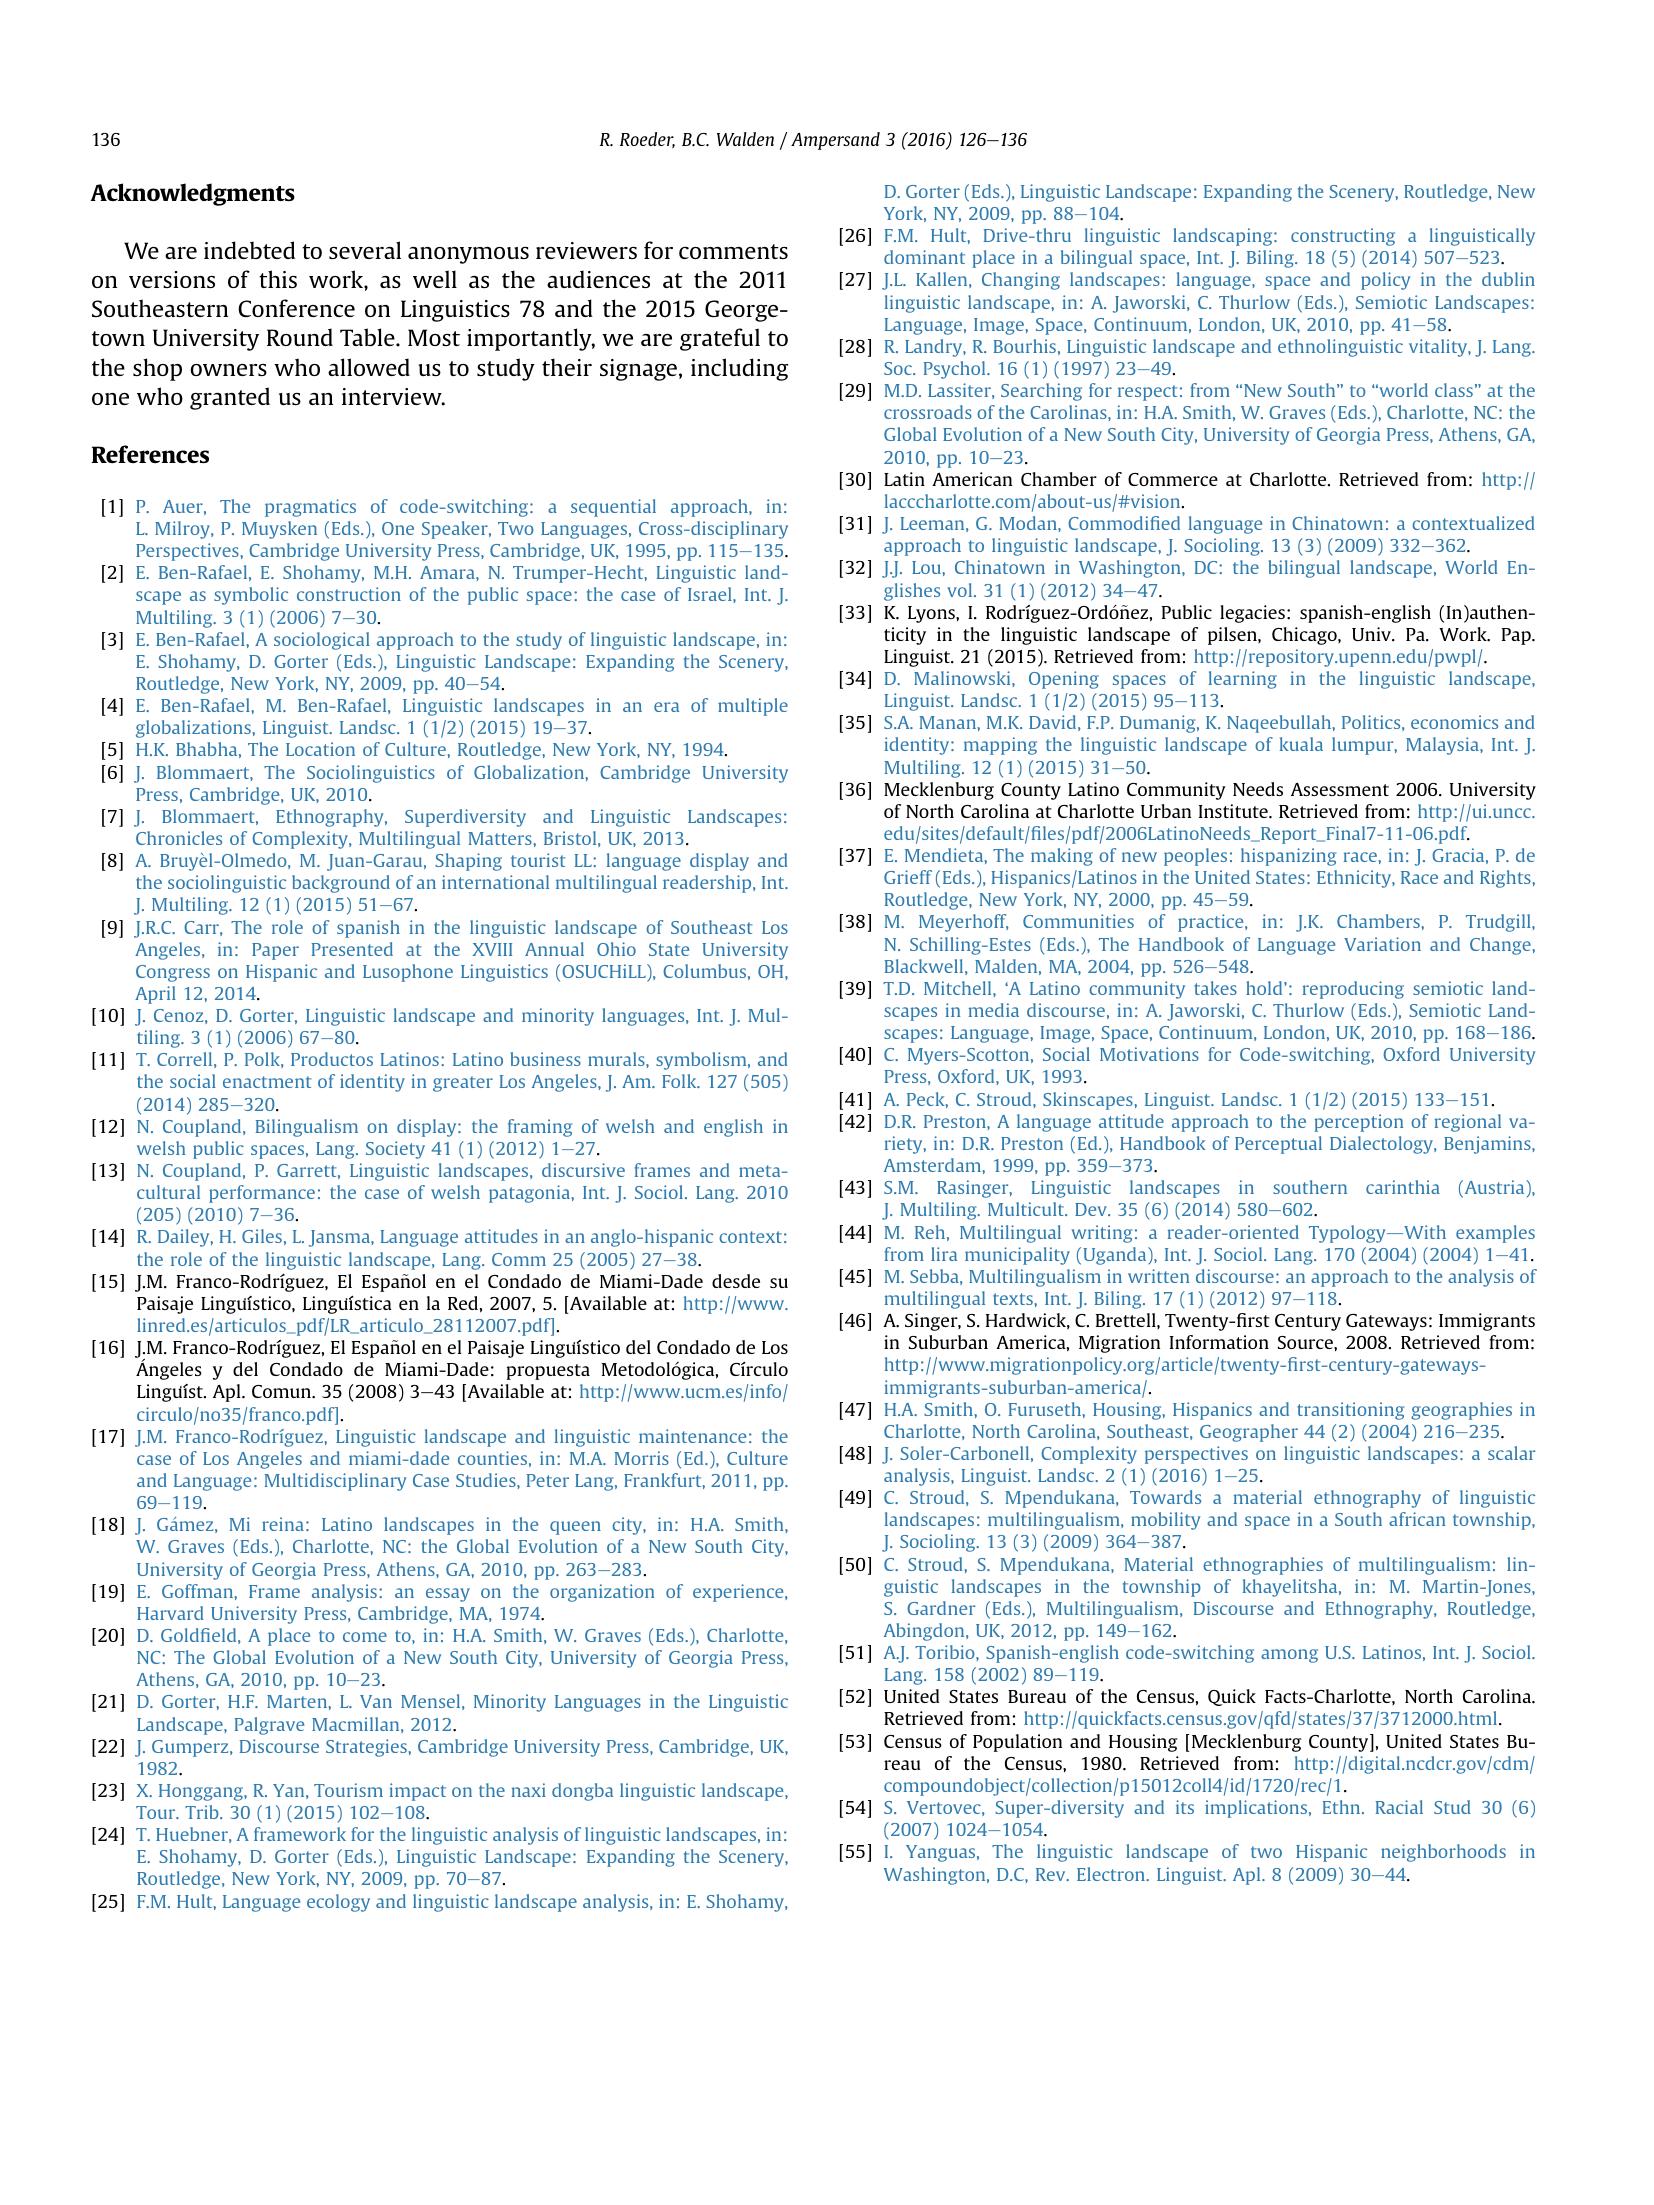 136
R. Roeder, B.C. Walden / Ampersand 3 (2016) 126–136
Acknowledgments
We are indebted to several anonymous reviewers for comments
on versions of this work, as well as the audiences at the 2011
Southeastern Conference on Linguistics 78 and the 2015 George-
town University Round Table. Most importantly, we are grateful to
the shop owners who allowed us to study their signage, including
one who granted us an interview.
References
[1] P. Auer, The pragmatics of code-switching: a sequential approach, in:
L. Milroy, P. Muysken (Eds.), One Speaker, Two Languages, Cross-disciplinary
Perspectives, Cambridge University Press, Cambridge, UK, 1995, pp. 115–135.
[2] E. Ben-Rafael, E. Shohamy, M.H. Amara, N. Trumper-Hecht, Linguistic land-
scape as symbolic construction of the public space: the case of Israel, Int. J.
Multiling. 3 (1) (2006) 7–30.
[3] E. Ben-Rafael, A sociological approach to the study of linguistic landscape, in:
E. Shohamy, D. Gorter (Eds.), Linguistic Landscape: Expanding the Scenery,
Routledge, New York, NY, 2009, pp. 40–54.
[4] E. Ben-Rafael, M. Ben-Rafael, Linguistic landscapes in an era of multiple
globalizations, Linguist. Landsc. 1 (1/2) (2015) 19–37.
[5] H.K. Bhabha, The Location of Culture, Routledge, New York, NY, 1994.
[6] J. Blommaert, The Sociolinguistics of Globalization, Cambridge University
Press, Cambridge, UK, 2010.
[7] J. Blommaert, Ethnography, Superdiversity and Linguistic Landscapes:
Chronicles of Complexity, Multilingual Matters, Bristol, UK, 2013.
[8] A. Bruyèl-Olmedo, M. Juan-Garau, Shaping tourist LL: language display and
the sociolinguistic background of an international multilingual readership, Int.
J. Multiling. 12 (1) (2015) 51–67.
[9] J.R.C. Carr, The role of spanish in the linguistic landscape of Southeast Los
Angeles, in: Paper Presented at the XVIII Annual Ohio State University
Congress on Hispanic and Lusophone Linguistics (OSUCHiLL), Columbus, OH,
April 12, 2014.
[10] J. Cenoz, D. Gorter, Linguistic landscape and minority languages, Int. J. Mul-
tiling. 3 (1) (2006) 67–80.
[11] T. Correll, P. Polk, Productos Latinos: Latino business murals, symbolism, and
the social enactment of identity in greater Los Angeles, J. Am. Folk. 127 (505)
(2014) 285–320.
[12] N. Coupland, Bilingualism on display: the framing of welsh and english in
welsh public spaces, Lang. Society 41 (1) (2012) 1–27.
[13] N. Coupland, P. Garrett, Linguistic landscapes, discursive frames and meta-
cultural performance: the case of welsh patagonia, Int. J. Sociol. Lang. 2010
(205) (2010) 7–36.
[14] R. Dailey, H. Giles, L. Jansma, Language attitudes in an anglo-hispanic context:
the role of the linguistic landscape, Lang. Comm 25 (2005) 27–38.
[15] J.M. Franco-Rodríguez, El Español en el Condado de Miami-Dade desde su
Paisaje Linguístico, Linguística en la Red, 2007, 5. [Available at: http://www.
linred.es/articulos_pdf/LR_articulo_28112007.pdf].
[16] J.M. Franco-Rodríguez, El Español en el Paisaje Linguístico del Condado de Los
Ángeles y del Condado de Miami-Dade: propuesta Metodológica, Círculo
Linguíst. Apl. Comun. 35 (2008) 3–43 [Available at: http://www.ucm.es/info/
circulo/no35/franco.pdf].
[17] J.M. Franco-Rodríguez, Linguistic landscape and linguistic maintenance: the
case of Los Angeles and miami-dade counties, in: M.A. Morris (Ed.), Culture
and Language: Multidisciplinary Case Studies, Peter Lang, Frankfurt, 2011, pp.
69–119.
[18] J. Gámez, Mi reina: Latino landscapes in the queen city, in: H.A. Smith,
W. Graves (Eds.), Charlotte, NC: the Global Evolution of a New South City,
University of Georgia Press, Athens, GA, 2010, pp. 263–283.
[19] E. Goffman, Frame analysis: an essay on the organization of experience,
Harvard University Press, Cambridge, MA, 1974.
[20] D. Goldfield, A place to come to, in: H.A. Smith, W. Graves (Eds.), Charlotte,
NC: The Global Evolution of a New South City, University of Georgia Press,
Athens, GA, 2010, pp. 10–23.
[21] D. Gorter, H.F. Marten, L. Van Mensel, Minority Languages in the Linguistic
Landscape, Palgrave Macmillan, 2012.
[22] J. Gumperz, Discourse Strategies, Cambridge University Press, Cambridge, UK,
1982.
[23] X. Honggang, R. Yan, Tourism impact on the naxi dongba linguistic landscape,
Tour. Trib. 30 (1) (2015) 102–108.
[24] T. Huebner, A framework for the linguistic analysis of linguistic landscapes, in:
E. Shohamy, D. Gorter (Eds.), Linguistic Landscape: Expanding the Scenery,
Routledge, New York, NY, 2009, pp. 70–87.
[25] F.M. Hult, Language ecology and linguistic landscape analysis, in: E. Shohamy,
D. Gorter (Eds.), Linguistic Landscape: Expanding the Scenery, Routledge, New
York, NY, 2009, pp. 88–104.
[26] F.M. Hult, Drive-thru linguistic landscaping: constructing a linguistically
dominant place in a bilingual space, Int. J. Biling. 18 (5) (2014) 507–523.
[27] J.L. Kallen, Changing landscapes: language, space and policy in the dublin
linguistic landscape, in: A. Jaworski, C. Thurlow (Eds.), Semiotic Landscapes:
Language, Image, Space, Continuum, London, UK, 2010, pp. 41–58.
[28] R. Landry, R. Bourhis, Linguistic landscape and ethnolinguistic vitality, J. Lang.
Soc. Psychol. 16 (1) (1997) 23–49.
[29] M.D. Lassiter, Searching for respect: from “New South” to “world class” at the
crossroads of the Carolinas, in: H.A. Smith, W. Graves (Eds.), Charlotte, NC: the
Global Evolution of a New South City, University of Georgia Press, Athens, GA,
2010, pp. 10–23.
[30] Latin American Chamber of Commerce at Charlotte. Retrieved from: http://
lacccharlotte.com/about-us/#vision.
[31] J. Leeman, G. Modan, Commodified language in Chinatown: a contextualized
approach to linguistic landscape, J. Socioling. 13 (3) (2009) 332–362.
[32] J.J. Lou, Chinatown in Washington, DC: the bilingual landscape, World En-
glishes vol. 31 (1) (2012) 34–47.
[33] K. Lyons, I. Rodríguez-Ordóñez, Public legacies: spanish-english (In)authen-
ticity in the linguistic landscape of pilsen, Chicago, Univ. Pa. Work. Pap.
Linguist. 21 (2015). Retrieved from: http://repository.upenn.edu/pwpl/.
[34] D. Malinowski, Opening spaces of learning in the linguistic landscape,
Linguist. Landsc. 1 (1/2) (2015) 95–113.
[35] S.A. Manan, M.K. David, F.P. Dumanig, K. Naqeebullah, Politics, economics and
identity: mapping the linguistic landscape of kuala lumpur, Malaysia, Int. J.
Multiling. 12 (1) (2015) 31–50.
[36] Mecklenburg County Latino Community Needs Assessment 2006. University
of North Carolina at Charlotte Urban Institute. Retrieved from: http://ui.uncc.
edu/sites/default/files/pdf/2006LatinoNeeds_Report_Final7-11-06.pdf.
[37] E. Mendieta, The making of new peoples: hispanizing race, in: J. Gracia, P. de
Grieff (Eds.), Hispanics/Latinos in the United States: Ethnicity, Race and Rights,
Routledge, New York, NY, 2000, pp. 45–59.
[38] M. Meyerhoff, Communities of practice, in: J.K. Chambers, P. Trudgill,
N. Schilling-Estes (Eds.), The Handbook of Language Variation and Change,
Blackwell, Malden, MA, 2004, pp. 526–548.
[39] T.D. Mitchell, ‘A Latino community takes hold’: reproducing semiotic land-
scapes in media discourse, in: A. Jaworski, C. Thurlow (Eds.), Semiotic Land-
scapes: Language, Image, Space, Continuum, London, UK, 2010, pp. 168–186.
[40] C. Myers-Scotton, Social Motivations for Code-switching, Oxford University
Press, Oxford, UK, 1993.
[41] A. Peck, C. Stroud, Skinscapes, Linguist. Landsc. 1 (1/2) (2015) 133–151.
[42] D.R. Preston, A language attitude approach to the perception of regional va-
riety, in: D.R. Preston (Ed.), Handbook of Perceptual Dialectology, Benjamins,
Amsterdam, 1999, pp. 359–373.
[43] S.M. Rasinger, Linguistic landscapes in southern carinthia (Austria),
J. Multiling. Multicult. Dev. 35 (6) (2014) 580–602.
[44] M. Reh, Multilingual writing: a reader-oriented Typology—With examples
from lira municipality (Uganda), Int. J. Sociol. Lang. 170 (2004) (2004) 1–41.
[45] M. Sebba, Multilingualism in written discourse: an approach to the analysis of
multilingual texts, Int. J. Biling. 17 (1) (2012) 97–118.
[46] A. Singer, S. Hardwick, C. Brettell, Twenty-first Century Gateways: Immigrants
in Suburban America, Migration Information Source, 2008. Retrieved from:
http://www.migrationpolicy.org/article/twenty-first-century-gateways-
immigrants-suburban-america/.
[47] H.A. Smith, O. Furuseth, Housing, Hispanics and transitioning geographies in
Charlotte, North Carolina, Southeast, Geographer 44 (2) (2004) 216–235.
[48] J. Soler-Carbonell, Complexity perspectives on linguistic landscapes: a scalar
analysis, Linguist. Landsc. 2 (1) (2016) 1–25.
[49] C. Stroud, S. Mpendukana, Towards a material ethnography of linguistic
landscapes: multilingualism, mobility and space in a South african township,
J. Socioling. 13 (3) (2009) 364–387.
[50] C. Stroud, S. Mpendukana, Material ethnographies of multilingualism: lin-
guistic landscapes in the township of khayelitsha, in: M. Martin-Jones,
S. Gardner (Eds.), Multilingualism, Discourse and Ethnography, Routledge,
Abingdon, UK, 2012, pp. 149–162.
[51] A.J. Toribio, Spanish-english code-switching among U.S. Latinos, Int. J. Sociol.
Lang. 158 (2002) 89–119.
[52] United States Bureau of the Census, Quick Facts-Charlotte, North Carolina.
Retrieved from: http://quickfacts.census.gov/qfd/states/37/3712000.html.
[53] Census of Population and Housing [Mecklenburg County], United States Bu-
reau of the Census, 1980. Retrieved from: http://digital.ncdcr.gov/cdm/
compoundobject/collection/p15012coll4/id/1720/rec/1.
[54] S. Vertovec, Super-diversity and its implications, Ethn. Racial Stud 30 (6)
(2007) 1024–1054.
[55] I. Yanguas, The linguistic landscape of two Hispanic neighborhoods in
Washington, D.C, Rev. Electron. Linguist. Apl. 8 (2009) 30–44.